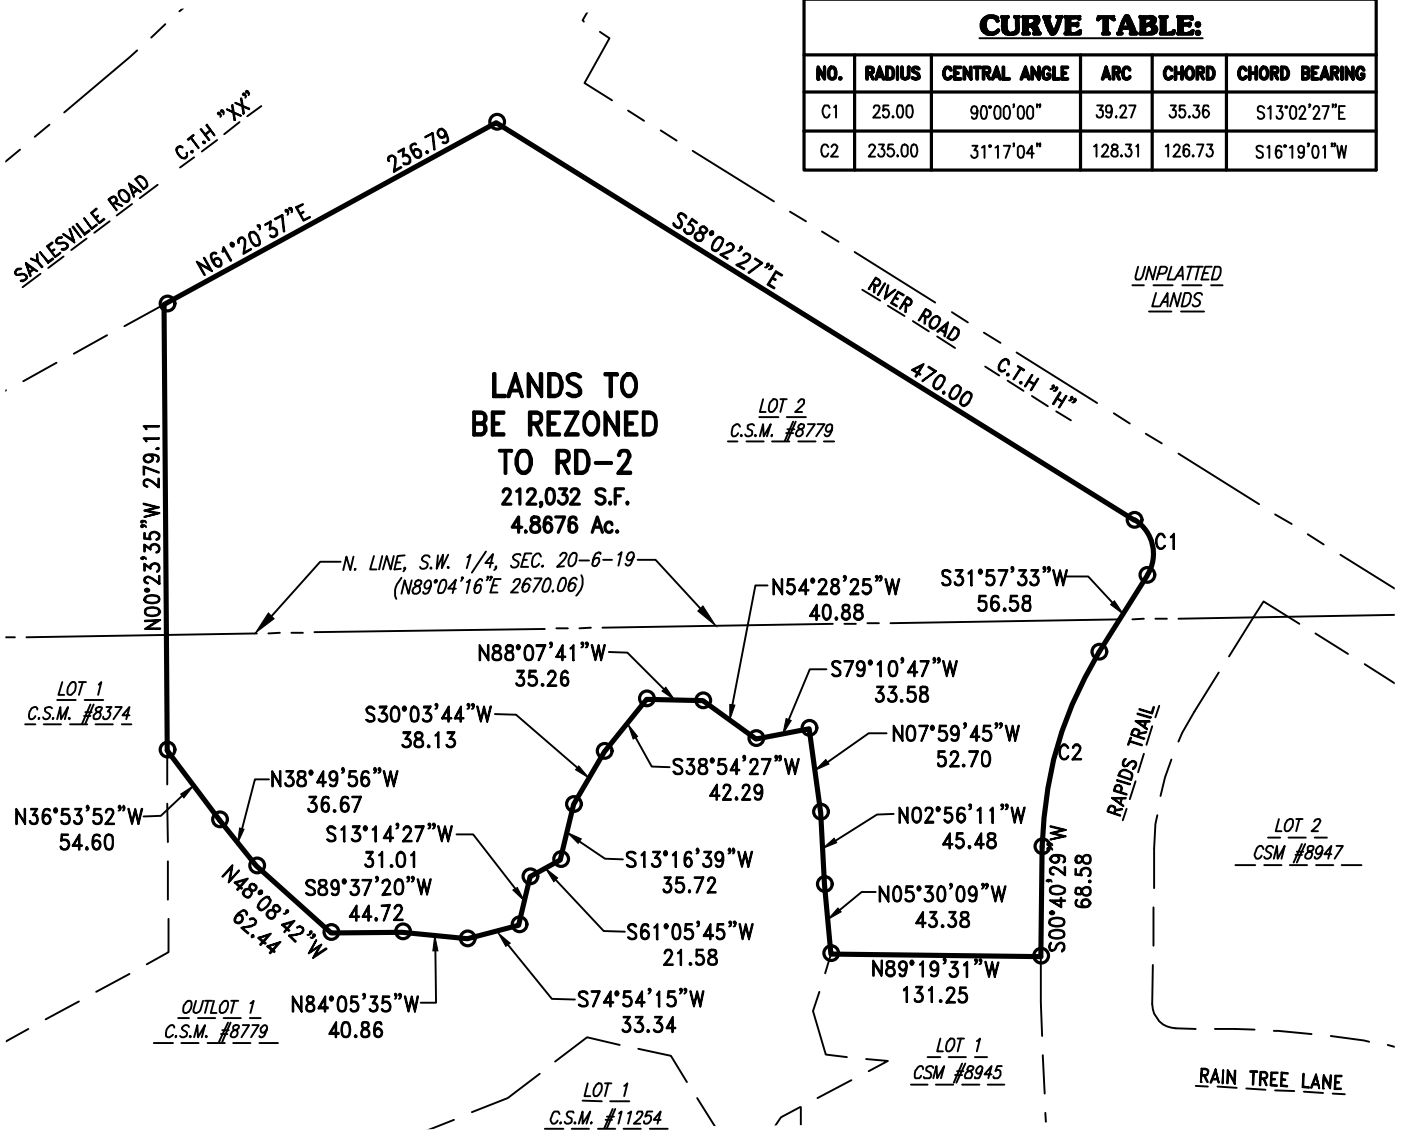 CURVE TABLE:
NO. RADIUS CENTRAL ANGLE ARC CHORD CHORD BEARING
C1 25.00 90°00'00" 39.27 35.36 S13°02'27"E
C2 235.00 31°17'04" 128.31 126.73 S16°19'01"W
SAYLESVILLE ROAD C.T.H "XX"
N61°20'37"E 236.79
S58°02'27"E 470.00
RIVER ROAD C.T.H "H"
UNPLATTED
LANDS
LANDS TO
BE REZONED
TO RD-2
212,032 S.F.
4.8676 Ac.
LOT 2
C.S.M. #8779
N00°23'35"W 279.11
N. LINE, S.W. 1/4, SEC. 20-6-19
(N89°04'16"E 2670.06)
C1
S31°57'33"W
56.58
N54°28'25"W
40.88
N88°07'41"W
35.26
S79°10'47"W
33.58
LOT 1
C.S.M. #8374
S30°03'44"W
38.13
N07°59'45"W
52.70
C2
RAPIDS TRAIL
S38°54'27"W
42.29
N38°49'56"W
36.67
N36°53'52"W
54.60
S13°14'27"W
31.01
N02°56'11"W
45.48
LOT 2
CSM #8947
S13°16'39"W
35.72
N48°08'42"W
62.44
S89°37'20"W
44.72
N05°30'09"W
43.38
S00°40'29"W
68.58
S61°05'45"W
21.58
N89°19'31"W
131.25
OUTLOT 1
C.S.M. #8779
N84°05'35"W
40.86
S74°54'15"W
33.34
LOT 1
CSM #8945
RAIN TREE LANE
LOT 1
C.S.M. #11254